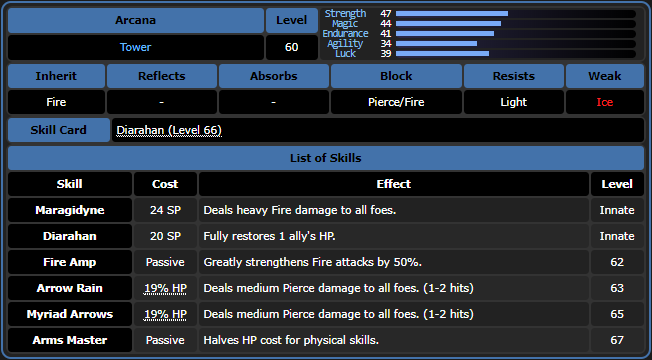 Arcana Level
Tower 60
Strength 47
Magic 44
Endurance 41
Agility 34
Luck 39
Inherit Reflects Absorbs Block Resists Weak
Fire - - Pierce/Fire Light Ice
Skill Card Diarahan (Level 66)
List of Skills
Skill Cost Effect Level
Maragidyne 24 SP Deals heavy Fire damage to all foes. Innate
Diarahan 20 SP Fully restores 1 ally's HP. Innate
Fire Amp Passive Greatly strengthens Fire attacks by 50%. 62
Arrow Rain 19% HP Deals medium Pierce damage to all foes. (1-2 hits) 63
Myriad Arrows 19% HP Deals medium Pierce damage to all foes. (1-2 hits) 65
Arms Master Passive Halves HP cost for physical skills. 67